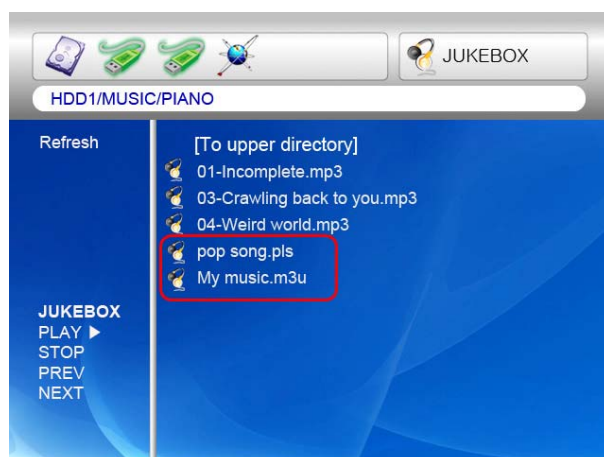 JUKEBOX
HDD1/MUSIC/PIANO
Refresh
[To upper directory]
01-Incomplete.mp3
03-Crawling back to you.mp3
04-Weird world.mp3
pop song.pls
My music.m3u
JUKEBOX
PLAY ▶
STOP
PREV
NEXT